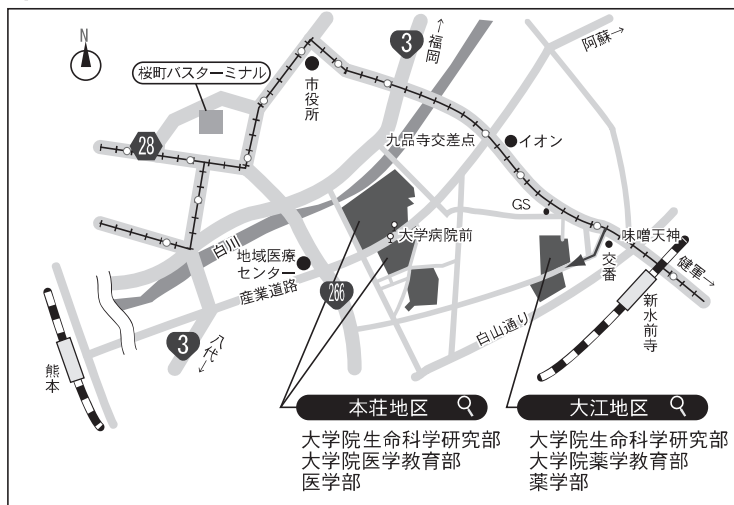 N
3
↑福岡
阿蘇→
桜町バスターミナル
市役所
28
九品寺交差点
イオン
GS
大学病院前
味噌天神
交番
健軍→
白川
地域医療
センター
産業道路
266
新水前寺
白山通り
3
八代↓
熊本
本荘地区
大学院生命科学研究部
大学院医学教育部
医学部
大江地区
大学院生命科学研究部
大学院薬学教育部
薬学部